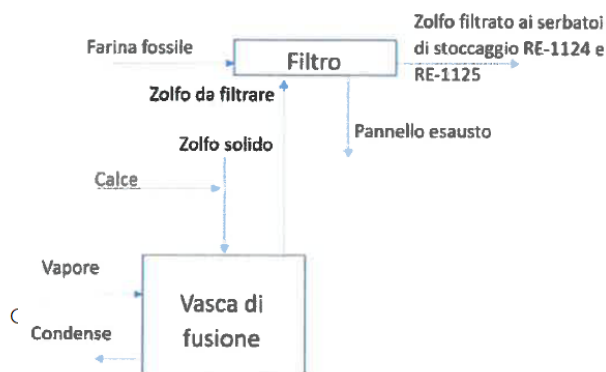 Zolfo filtrato ai serbatoi
di stoccaggio RE-1124 e
RE-1125
Farina fossile
Filtro
Zolfo da filtrare
Pannello esausto
Zolfo solido
Calce
Vapore
Vasca di
fusione
Condense